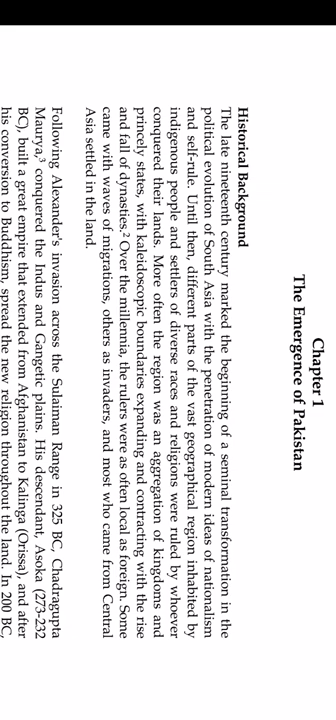 Chapter 1
The Emergence of Pakistan
Historical Background
The late nineteenth century marked the beginning of a seminal transformation in the
political evolution of South Asia with the penetration of modern ideas of nationalism
and self-rule. Until then, different parts of the vast geographical region inhabited by
indigenous people and settlers of diverse races and religions were ruled by whoever
conquered their lands. More often the region was an aggregation of kingdoms and
princely states, with kaleidoscopic boundaries expanding and contracting with the rise
and fall of dynasties.2 Over the millennia, the rulers were as often local as foreign. Some
came with waves of migrations, others as invaders, and most who came from Central
Asia settled in the land.
Following Alexander's invasion across the Sulaiman Range in 325 BC, Chadragupta
Maurya,3 conquered the Indus and Gangetic plains. His descendant, Asoka (273–232
BC), built a great empire that extended from Afghanistan to Kalinga (Orissa), and after
his conversion to Buddhism, spread the new religion throughout the land. In 200 BC,